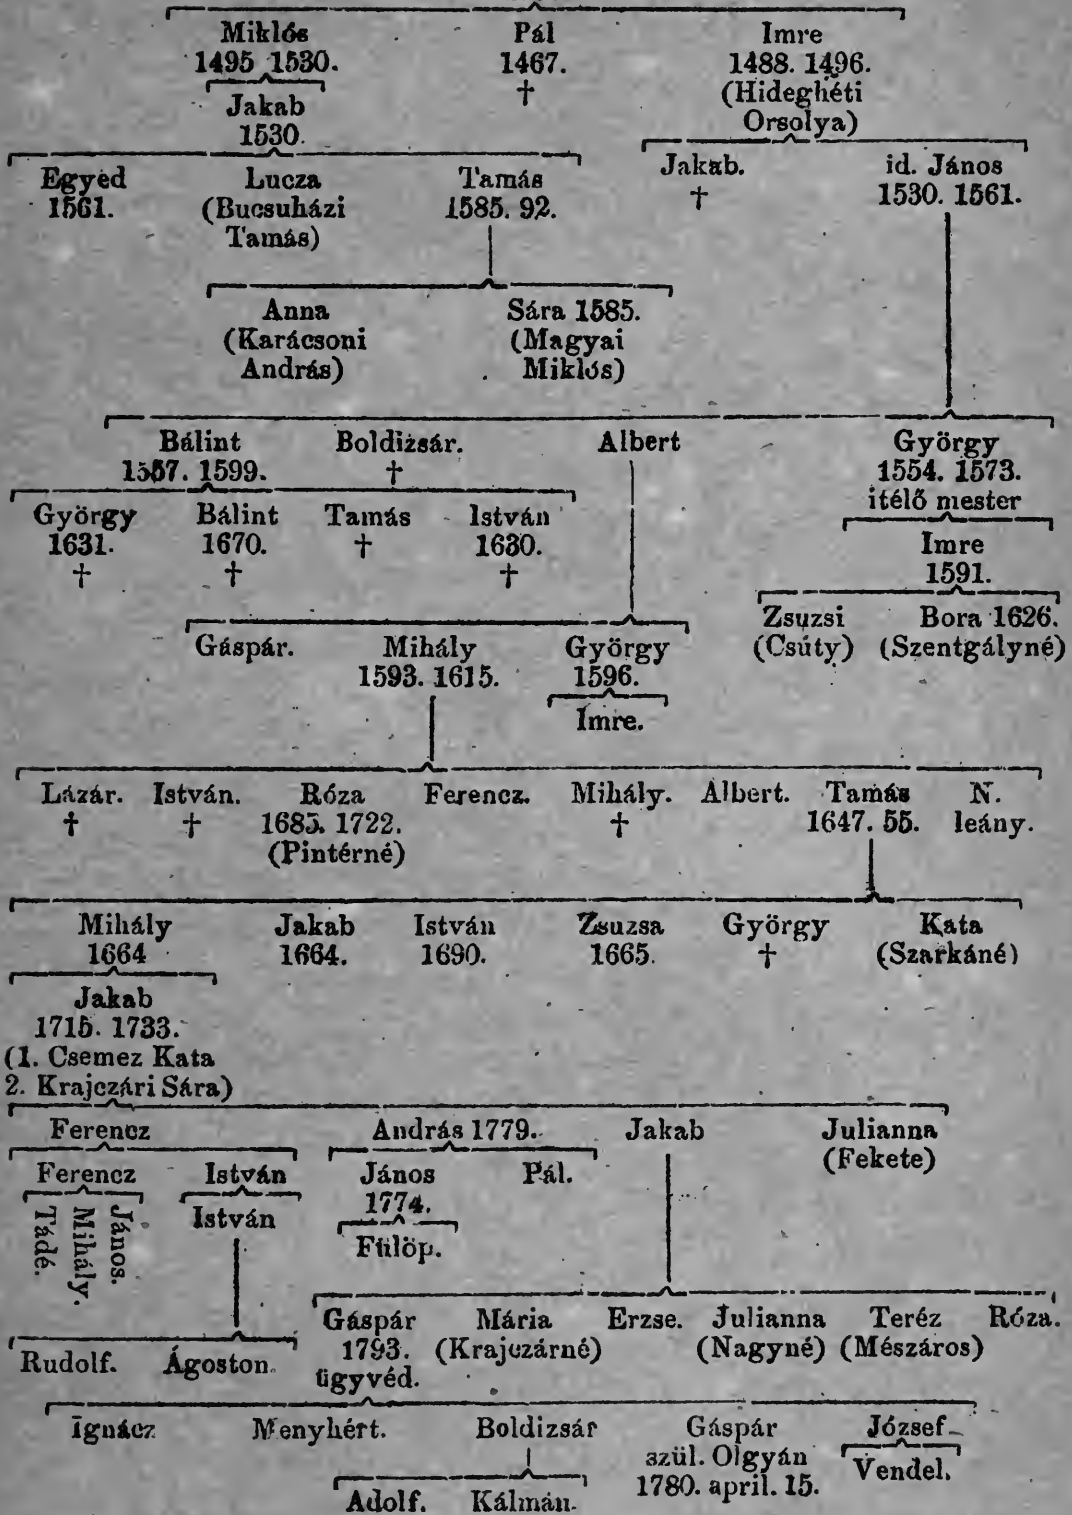 Miklós Pál Imre
1495 1530. 1467. 1488. 1496.
† (Hideghéti
Jakab Orsolya)
1530.
Egyed Lucza Tamás Jakab. id. János
1561. (Bucsuházi 1585. 92. † 1530. 1561.
Tamás)
Anna Sára 1585.
(Karácsoni (Magyai
András) Miklós)
Bálint Boldizsár. Albert György
1557. 1599. † 1554. 1573.
itélő mester
György Bálint Tamás István Imre
1631. 1670. † 1630. 1591.
† † †
Zsuzsi Bora 1626.
(Csúty) (Szentgályné)
Gáspár. Mihály György
1593. 1615. 1596.
Imre.
Lázár. István. Róza Ferencz. Mihály. Albert. Tamás N.
† † 1685. 1722. † 1647. 55. leány.
(Pintérné)
Mihály Jakab István Zsuzsa György Kata
1664 1664. 1690. 1665. † (Szarkáné)
Jakab
1715. 1733.
(1. Csemez Kata
2. Krajczári Sára)
Ferencz András 1779. Jakab Julianna
(Fekete)
Ferencz István János Pál.
1774.
János.
Mihály.
Tádé.
István Fülöp.
Gáspár Mária Erzse. Julianna Teréz Róza.
1793. (Krajczárné) (Nagyné) (Mészáros)
ügyvéd.
Rudolf. Ágoston.
Ignácz Menyhért. Boldizsár Gáspár József
szül. Olgyán Vendel.
1780. april. 15.
Adolf. Kálmán.